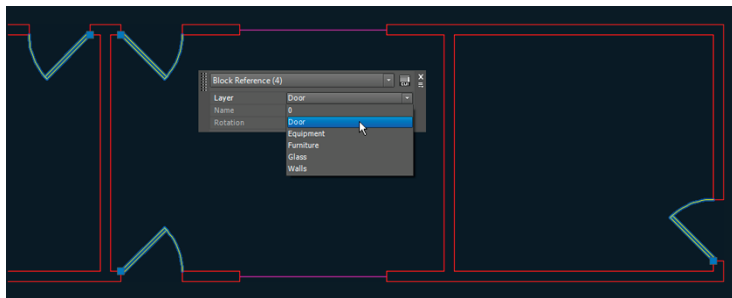 Block Reference (4)
Layer Door
Name
Rotation
0
Door
Equipment
Furniture
Glass
Walls